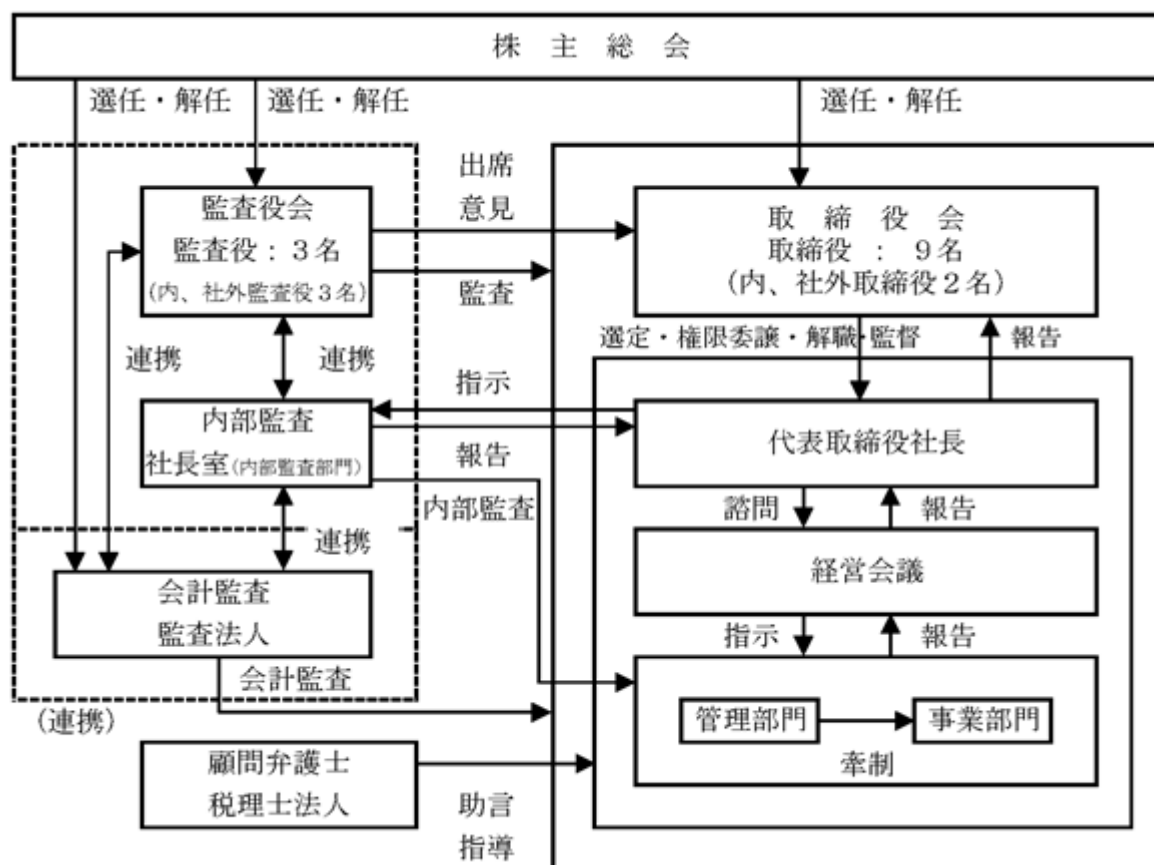 株 主 総 会
選任・解任
選任・解任
選任・解任
出席
意見
監査役会
監査役：３名
(内、社外監査役３名)
取 締 役 会
取締役 ： 9名
(内、社外取締役２名)
監査
選定・権限委譲・解職・監督
報告
連携
連携
指示
内部監査
社長室(内部監査部門)
代表取締役社長
報告
内部監査
諮問
報告
連携
経営会議
会計監査
監査法人
指示
報告
会計監査
(連携)
管理部門
事業部門
牽制
顧問弁護士
税理士法人
助言
指導